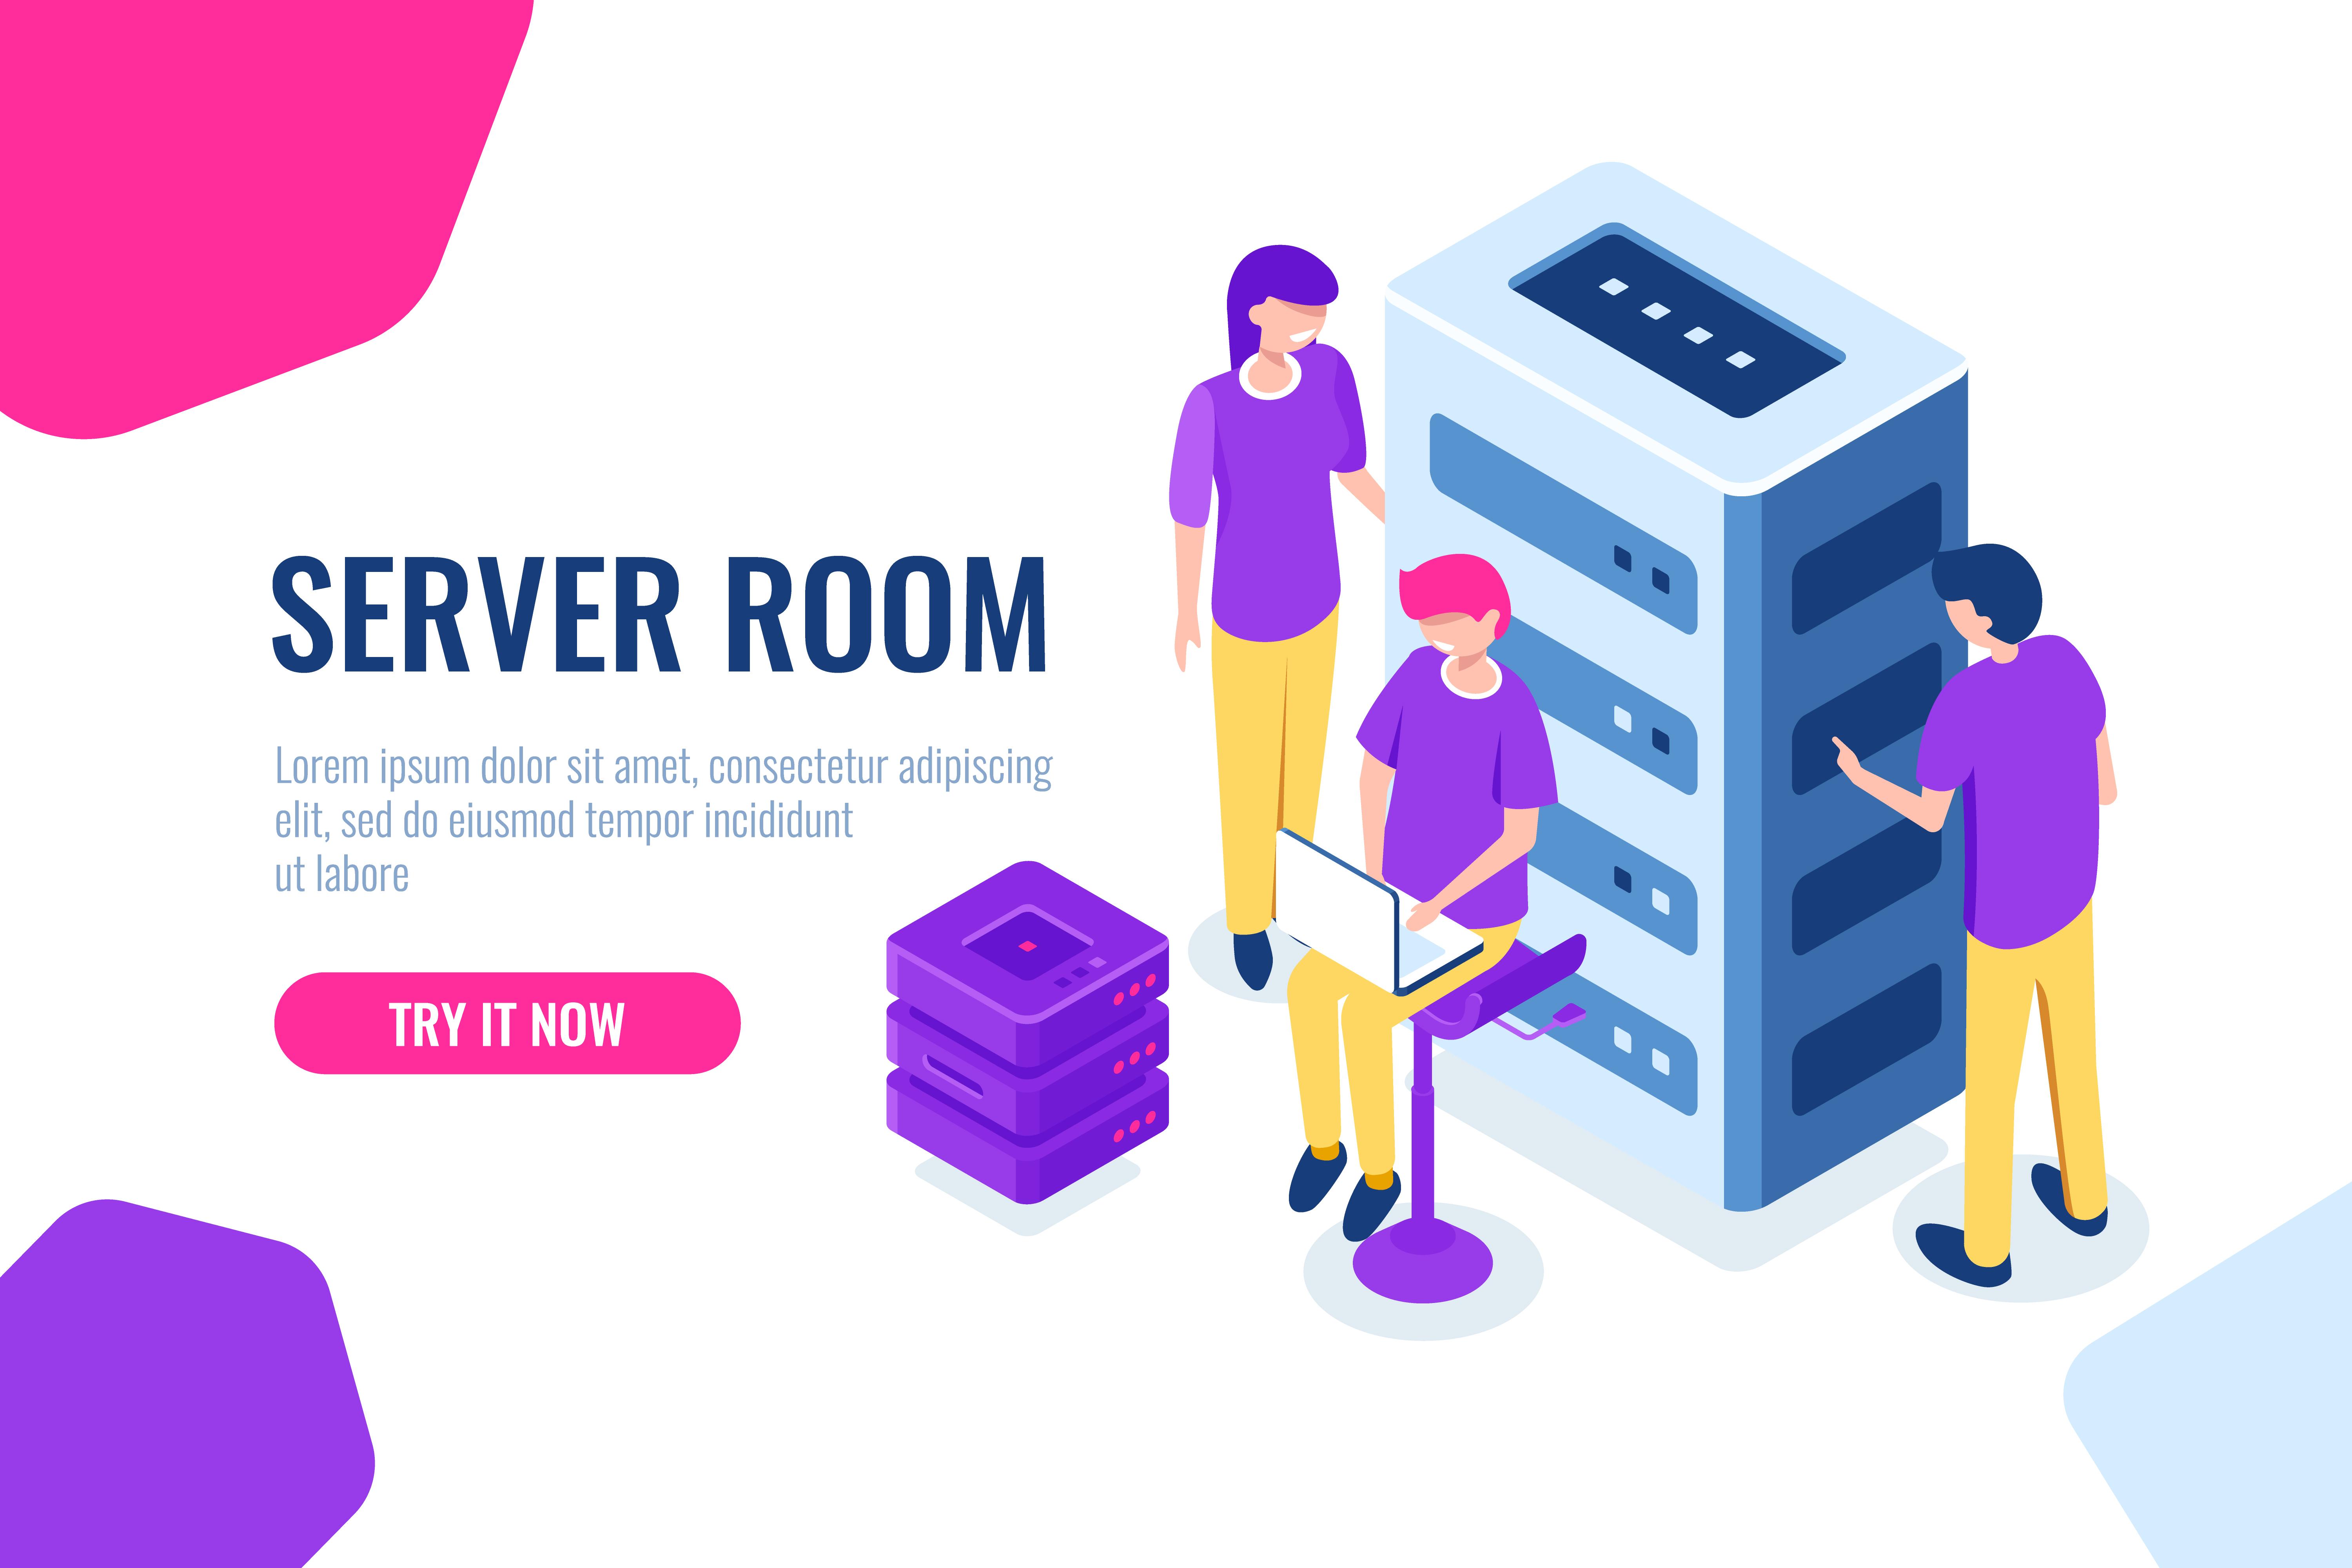 SERVER ROOM
Lorem ipsum dolor sit amet, consectetur adipiscing
elit, sed do eiusmod tempor incididunt
ut labore
TRY IT NOW